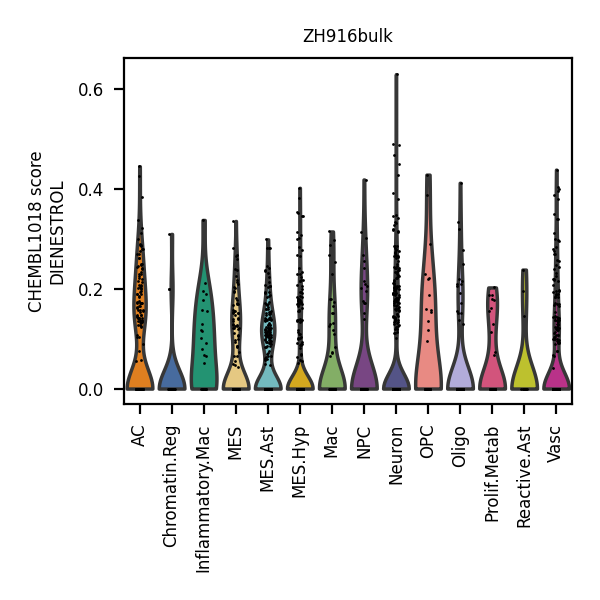 ZH916bulk
CHEMBL1018 score
DIENESTROL
0.6
0.4
0.2
0.0
AC
Chromatin.Reg
Inflammatory.Mac
MES
MES.Ast
MES.Hyp
Mac
NPC
Neuron
OPC
Oligo
Prolif.Metab
Reactive.Ast
Vasc